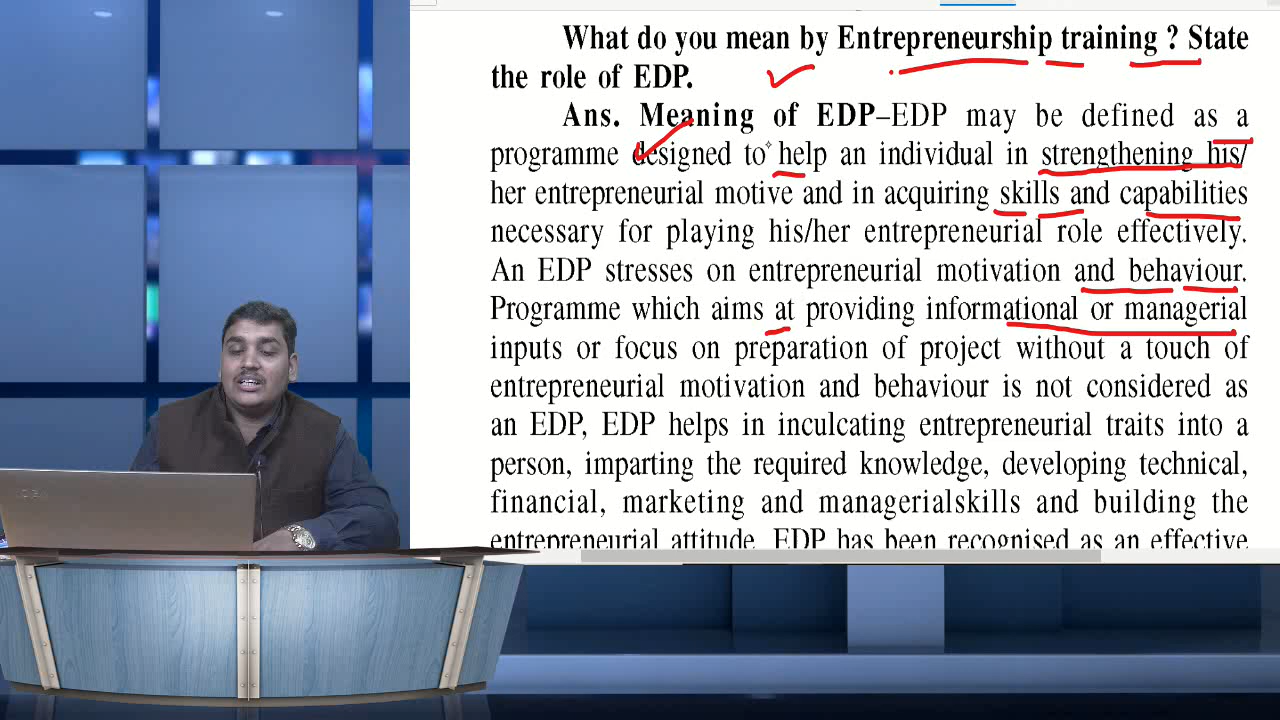 What do you mean by Entrepreneurship training ? State
the role of EDP.
Ans. Meaning of EDP–EDP may be defined as a
programme designed to help an individual in strengthening his/
her entrepreneurial motive and in acquiring skills and capabilities
necessary for playing his/her entrepreneurial role effectively.
An EDP stresses on entrepreneurial motivation and behaviour.
Programme which aims at providing informational or managerial
inputs or focus on preparation of project without a touch of
entrepreneurial motivation and behaviour is not considered as
an EDP, EDP helps in inculcating entrepreneurial traits into a
person, imparting the required knowledge, developing technical,
financial, marketing and managerialskills and building the
entrepreneurial attitude. EDP has been recognised as an effective